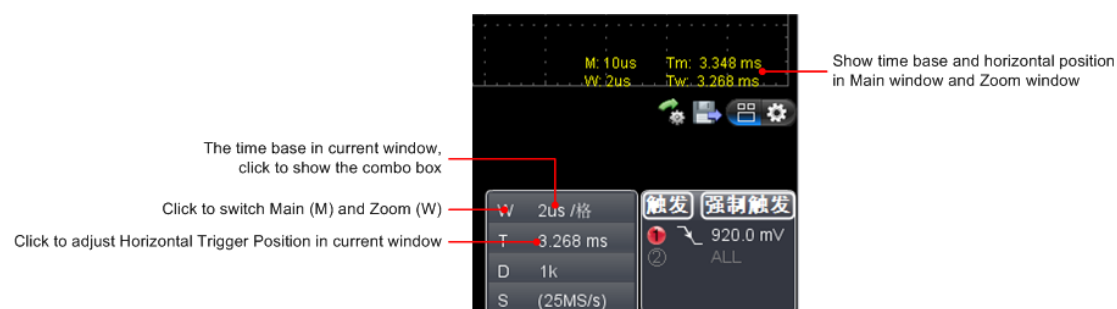 M: 10us Tm: 3.348 ms
W: 2us Tw: 3.268 ms
Show time base and horizontal position
in Main window and Zoom window
The time base in current window,
click to show the combo box
Click to switch Main (M) and Zoom (W)
Click to adjust Horizontal Trigger Position in current window
W 2us /格
T 3.268 ms
D 1k
S (25MS/s)
触发 强制触发
1 920.0 mV
② ALL